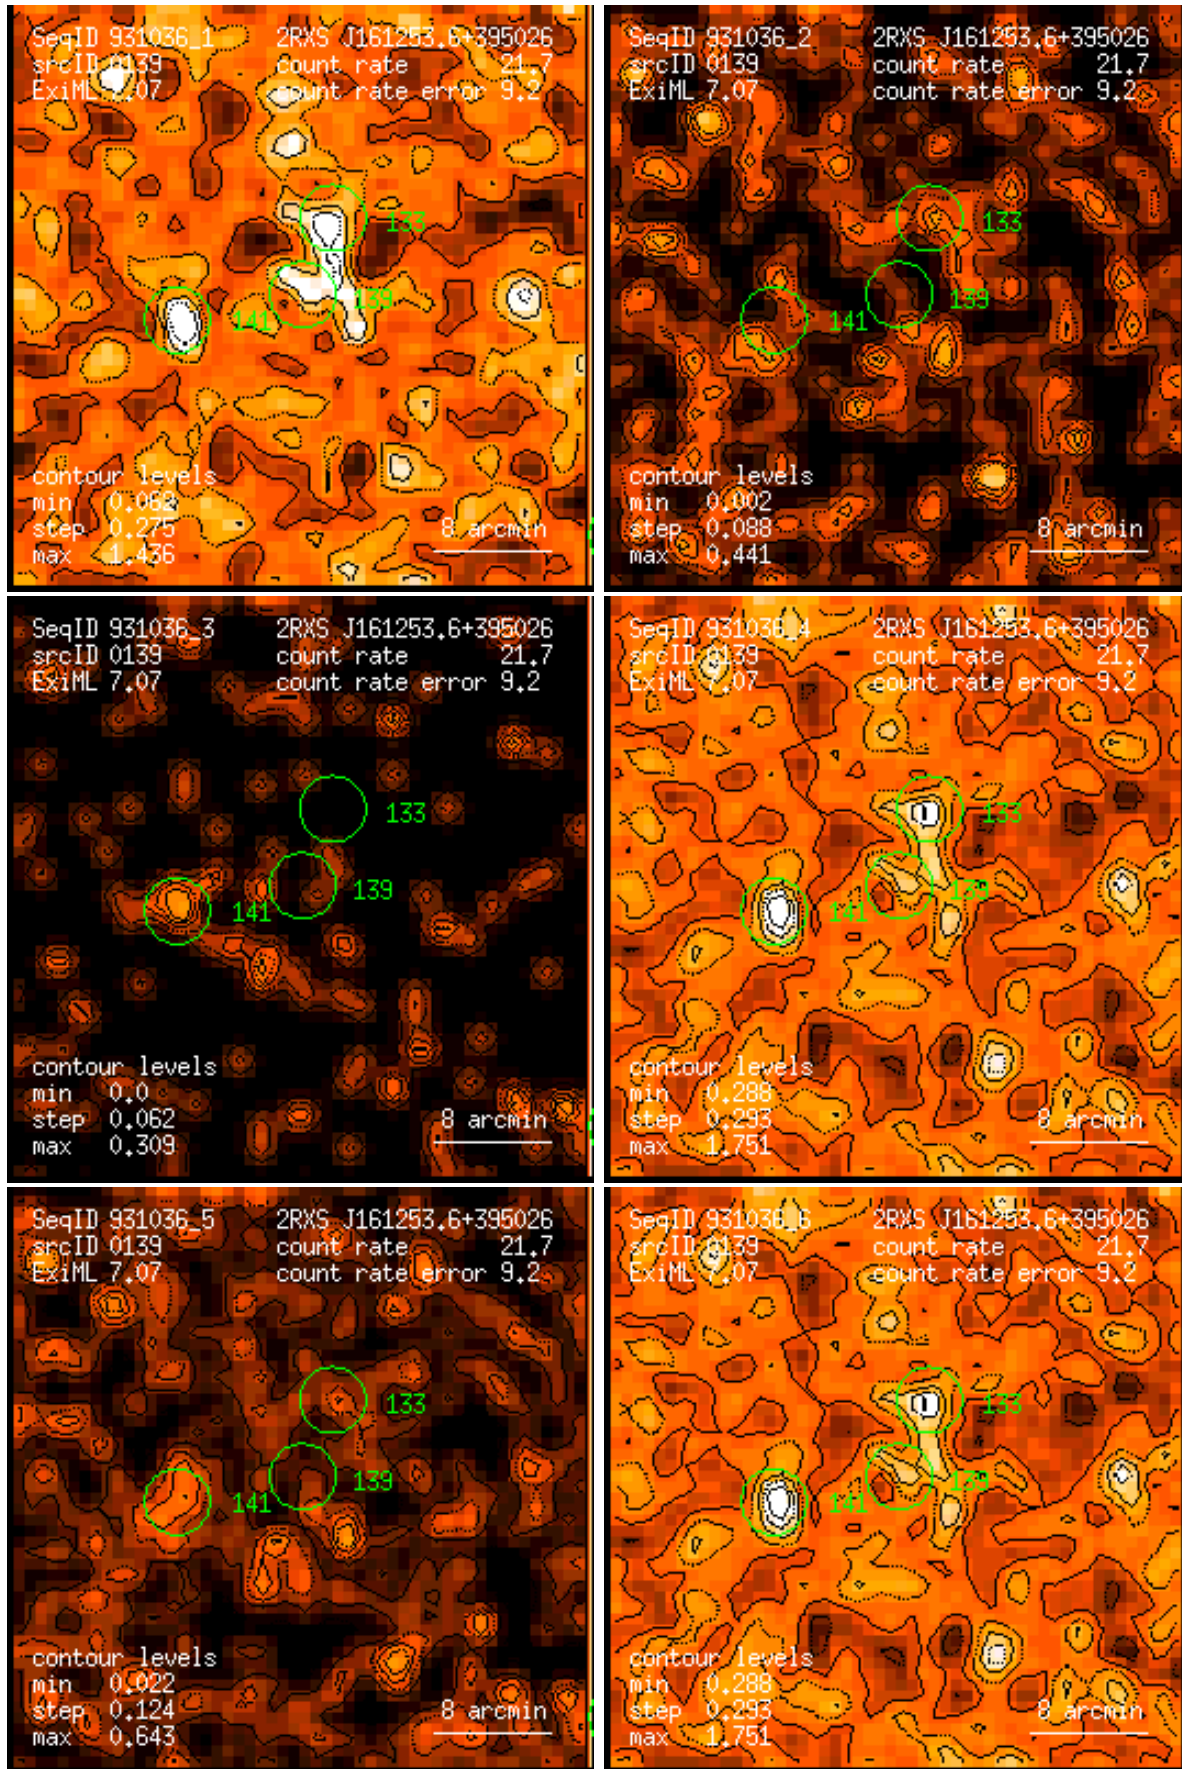 SeqID 931036_1 2RXS J161253.6+395026
srcID 0139 count rate 21.7
ExiML 7.07 count rate error 9.2
133
139
141
contour levels
min 0.062
step 0.275
max 1.436
8 arcmin
SeqID 931036_2 2RXS J161253.6+395026
srcID 0139 count rate 21.7
ExiML 7.07 count rate error 9.2
133
139
141
contour levels
min 0.002
step 0.088
max 0.441
8 arcmin
SeqID 931036_3 2RXS J161253.6+395026
srcID 0139 count rate 21.7
ExiML 7.07 count rate error 9.2
133
139
141
contour levels
min 0.0
step 0.062
max 0.309
8 arcmin
SeqID 931036_4 2RXS J161253.6+395026
srcID 0139 count rate 21.7
ExiML 7.07 count rate error 9.2
133
139
141
contour levels
min 0.288
step 0.293
max 1.751
8 arcmin
SeqID 931036_5 2RXS J161253.6+395026
srcID 0139 count rate 21.7
ExiML 7.07 count rate error 9.2
133
139
141
contour levels
min 0.022
step 0.124
max 0.643
8 arcmin
SeqID 931036_6 2RXS J161253.6+395026
srcID 0139 count rate 21.7
ExiML 7.07 count rate error 9.2
133
139
141
contour levels
min 0.288
step 0.293
max 1.751
8 arcmin